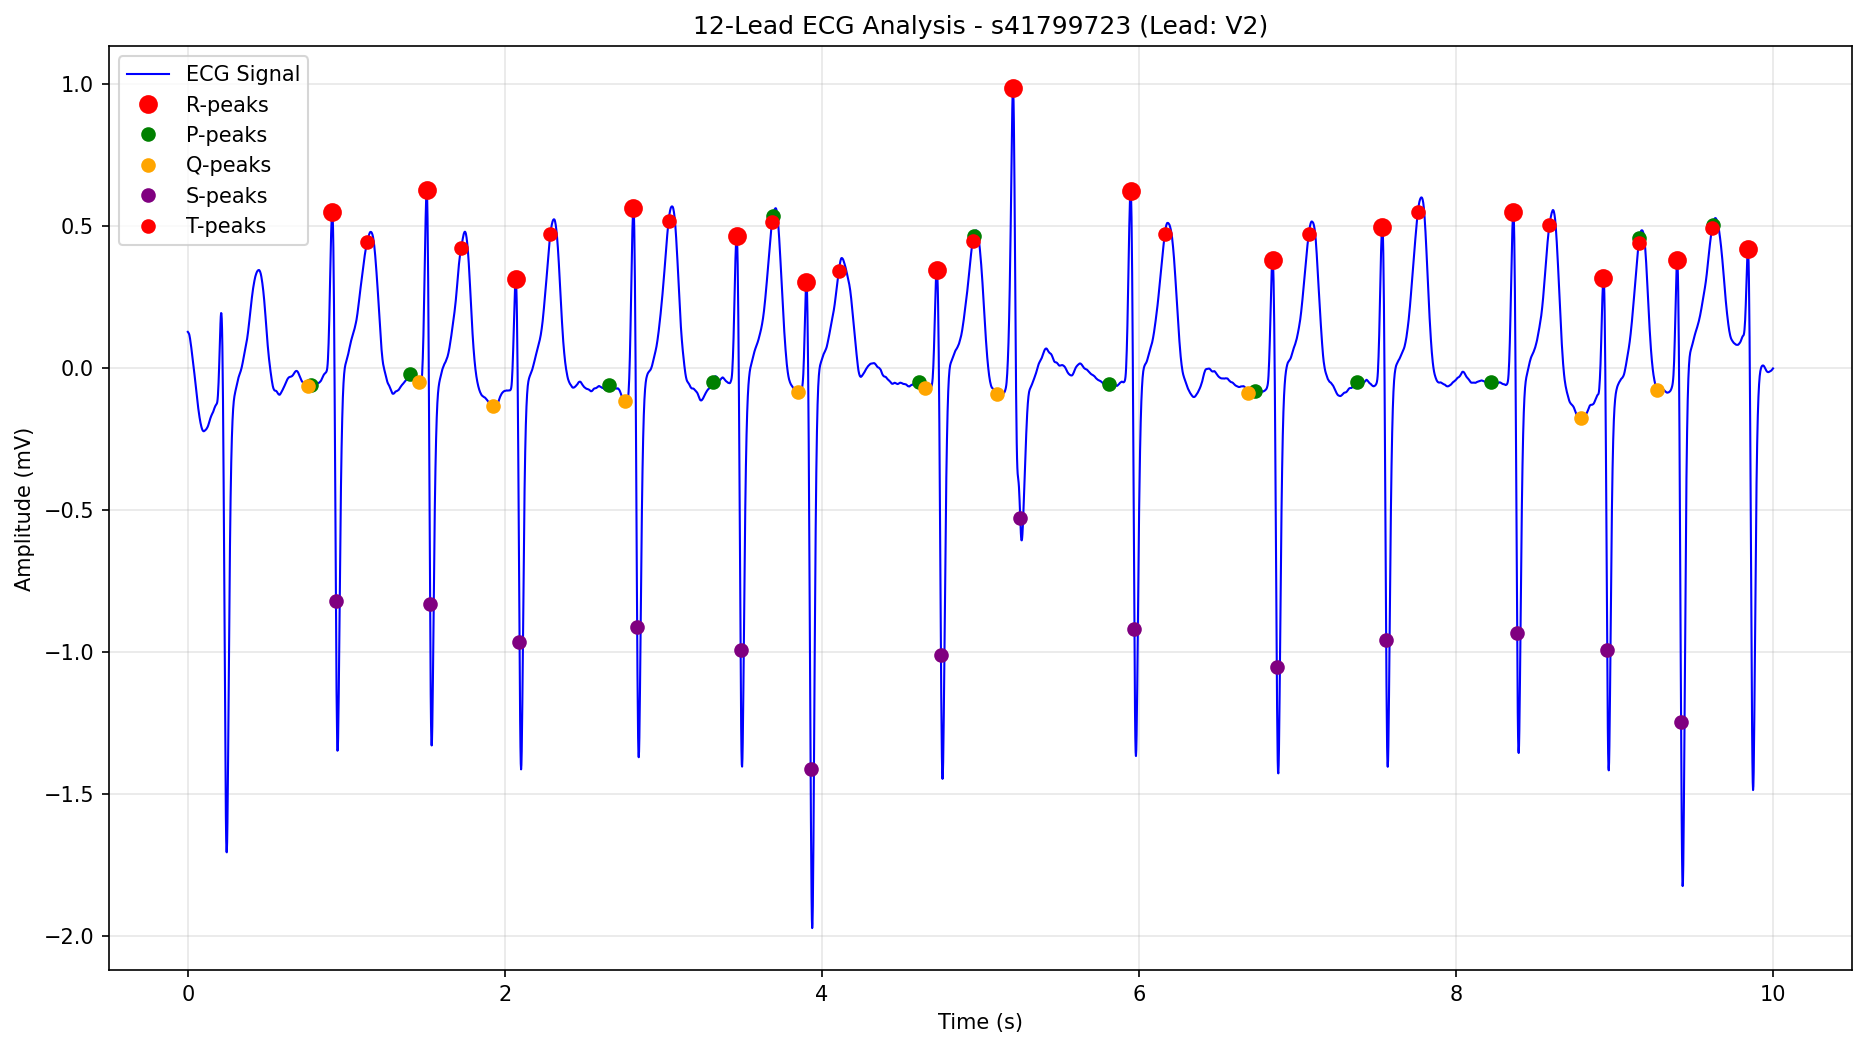 12-Lead ECG Analysis - s41799723 (Lead: V2)
ECG Signal
R-peaks
P-peaks
Q-peaks
S-peaks
T-peaks
1.0
0.5
0.0
−0.5
−1.0
−1.5
−2.0
Amplitude (mV)
0 2 4 6 8 10
Time (s)